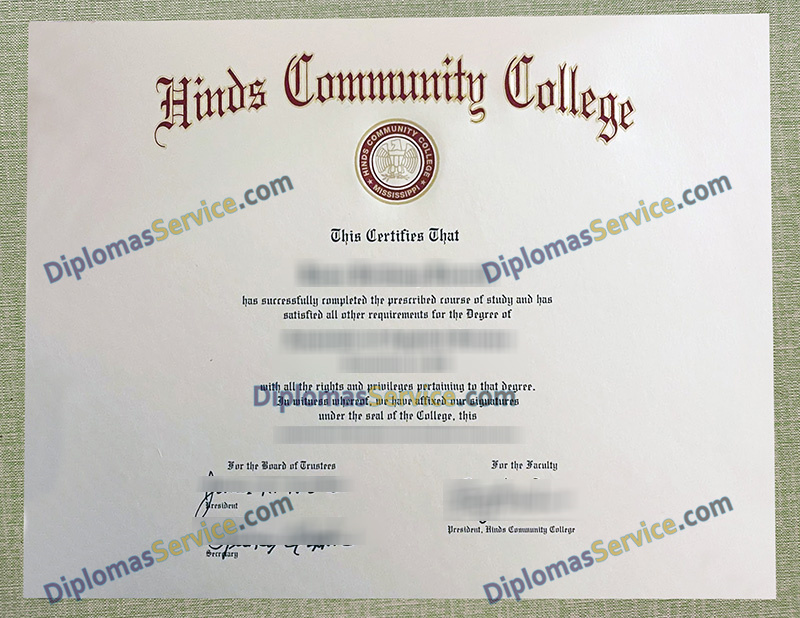 Hinds Community College
HINDS COMMUNITY COLLEGE
★ MISSISSIPPI ★
DiplomasService.com
DiplomasService.com
This Certifies That
has successfully completed the prescribed course of study and has
satisfied all other requirements for the Degree of
with all the rights and privileges pertaining to that degree.
DiplomasService.com
In witness whereof, we have affixed our signatures
under the seal of the College, this
For the Board of Trustees
For the Faculty
President
President, Hinds Community College
Secretary
DiplomasService.com
DiplomasService.com